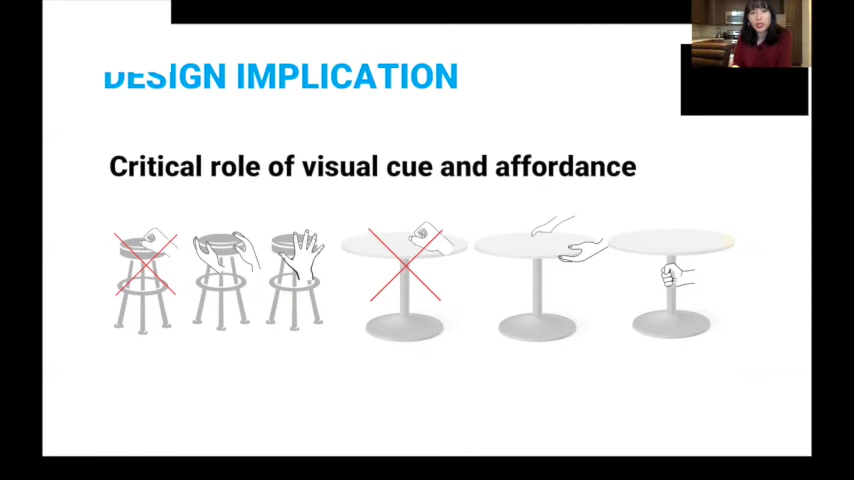 DESIGN IMPLICATION
Critical role of visual cue and affordance